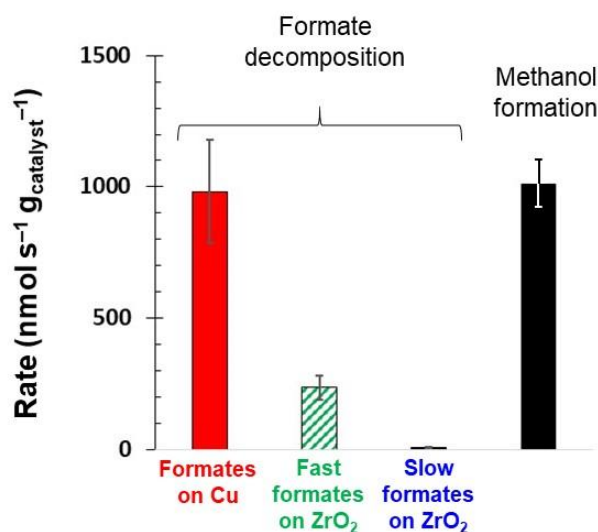 Formate
decomposition
Methanol
formation
Rate (nmol s⁻¹ g_catalyst⁻¹)
1500
1000
500
0
Formates
on Cu
Fast
formates
on ZrO₂
Slow
formates
on ZrO₂